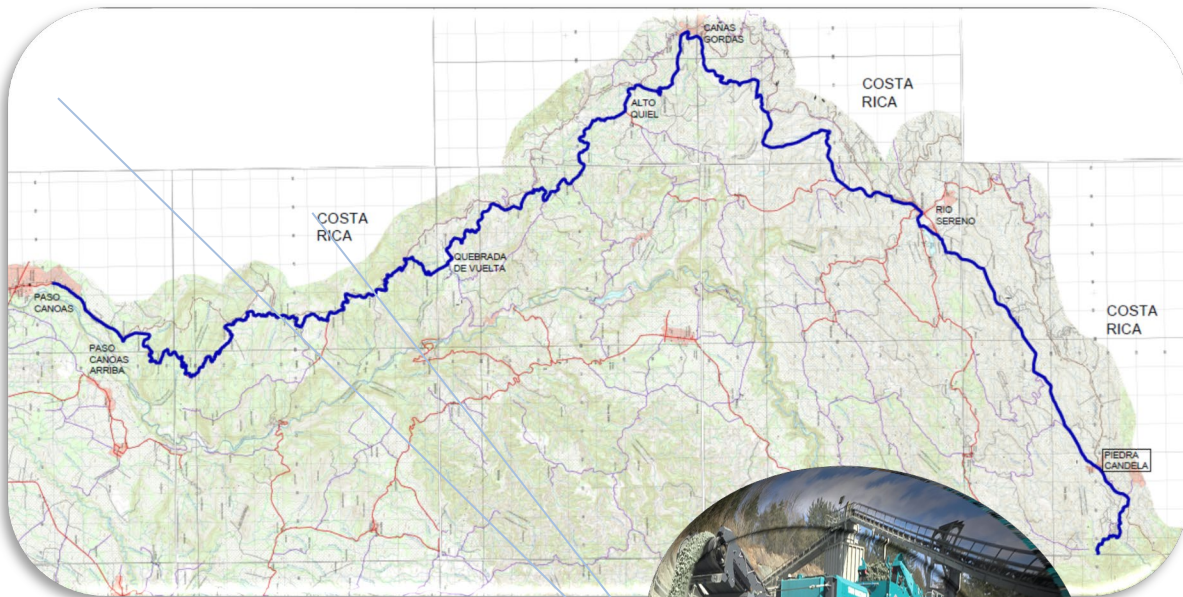 CAÑAS
GORDAS
COSTA
RICA
ALTO
QUIEL
RIO
SERENO
COSTA
RICA
QUEBRADA
DE VUELTA
PASO
CANOAS
COSTA
RICA
PASO
CANOAS
ARRIBA
PIEDRA
CANDELA